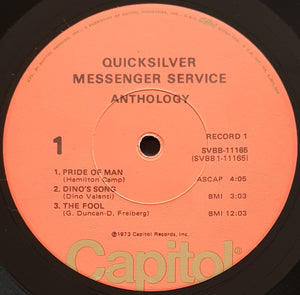 QUICKSILVER
MESSENGER SERVICE
ANTHOLOGY
1
RECORD 1
SVBB-11165
(SVBB 1-11165)
1. PRIDE OF MAN
(Hamilton Camp) ASCAP 4:05
2. DINO'S SONG
(Dino Valenti) BMI 3:03
3. THE FOOL
(G. Duncan-D. Freiberg) BMI 12:03
℗1973 Capitol Records, Inc.
Capitol®